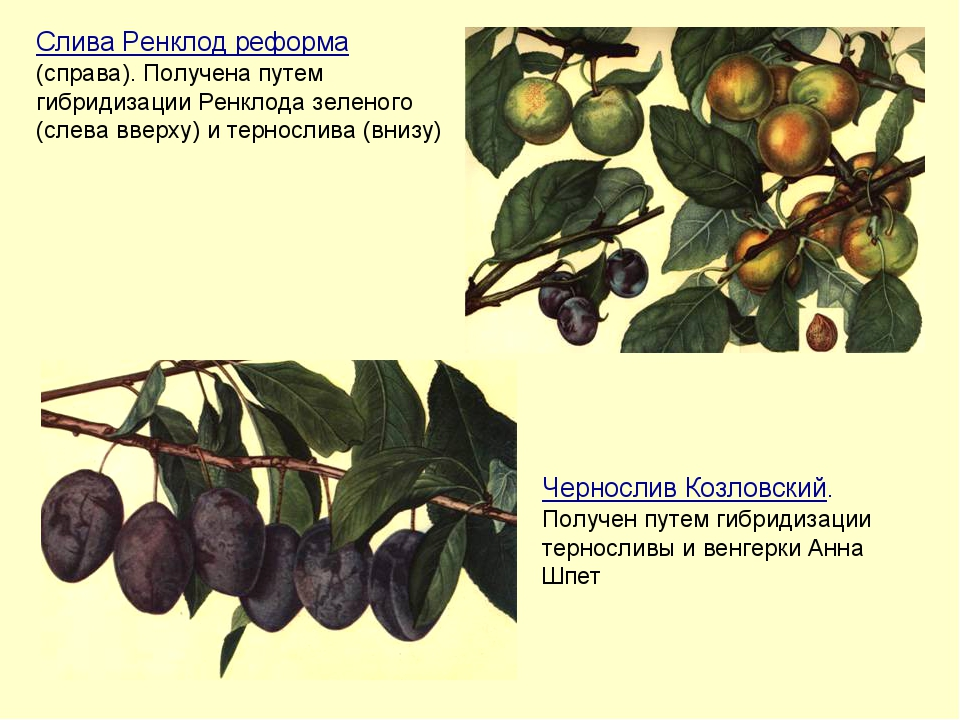 Слива Ренклод реформа
(справа). Получена путем
гибридизации Ренклода зеленого
(слева вверху) и тернослива (внизу)
Чернослив Козловский.
Получен путем гибридизации
терносливы и венгерки Анна
Шпет